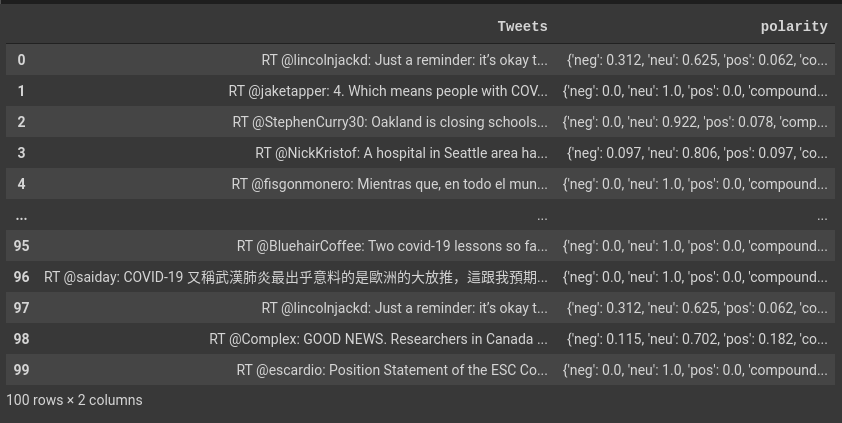 Tweets polarity
0 RT @lincolnjackd: Just a reminder: it’s okay t... {'neg': 0.312, 'neu': 0.625, 'pos': 0.062, 'co...
1 RT @jaketapper: 4. Which means people with COV... {'neg': 0.0, 'neu': 1.0, 'pos': 0.0, 'compound...
2 RT @StephenCurry30: Oakland is closing schools... {'neg': 0.0, 'neu': 0.922, 'pos': 0.078, 'comp...
3 RT @NickKristof: A hospital in Seattle area ha... {'neg': 0.097, 'neu': 0.806, 'pos': 0.097, 'co...
4 RT @fisgonmonero: Mientras que, en todo el mun... {'neg': 0.0, 'neu': 1.0, 'pos': 0.0, 'compound...
... ... ...
95 RT @BluehairCoffee: Two covid-19 lessons so fa... {'neg': 0.0, 'neu': 1.0, 'pos': 0.0, 'compound...
96 RT @saiday: COVID-19 又稱武漢肺炎最出乎意料的是歐洲的大放推，這跟我預期... {'neg': 0.0, 'neu': 1.0, 'pos': 0.0, 'compound...
97 RT @lincolnjackd: Just a reminder: it’s okay t... {'neg': 0.312, 'neu': 0.625, 'pos': 0.062, 'co...
98 RT @Complex: GOOD NEWS. Researchers in Canada ... {'neg': 0.115, 'neu': 0.702, 'pos': 0.182, 'co...
99 RT @escardio: Position Statement of the ESC Co... {'neg': 0.0, 'neu': 1.0, 'pos': 0.0, 'compound...
100 rows × 2 columns